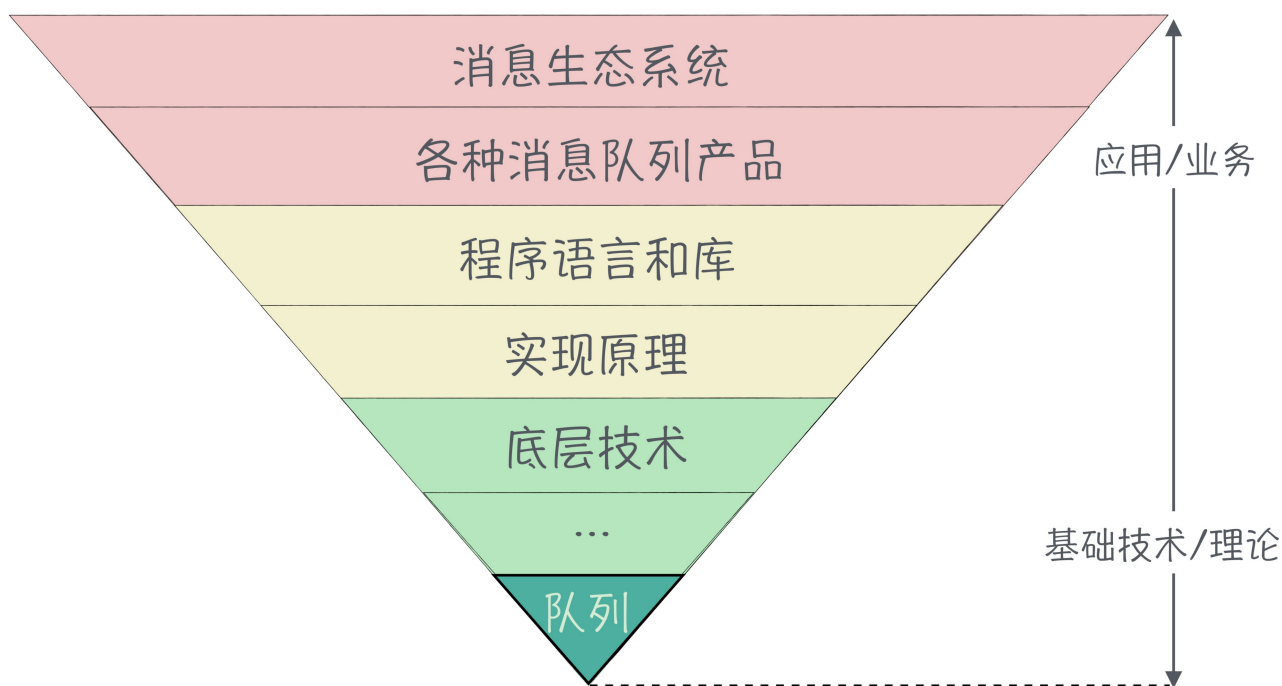 消息生态系统
各种消息队列产品
应用/业务
程序语言和库
实现原理
底层技术
...
基础技术/理论
队列